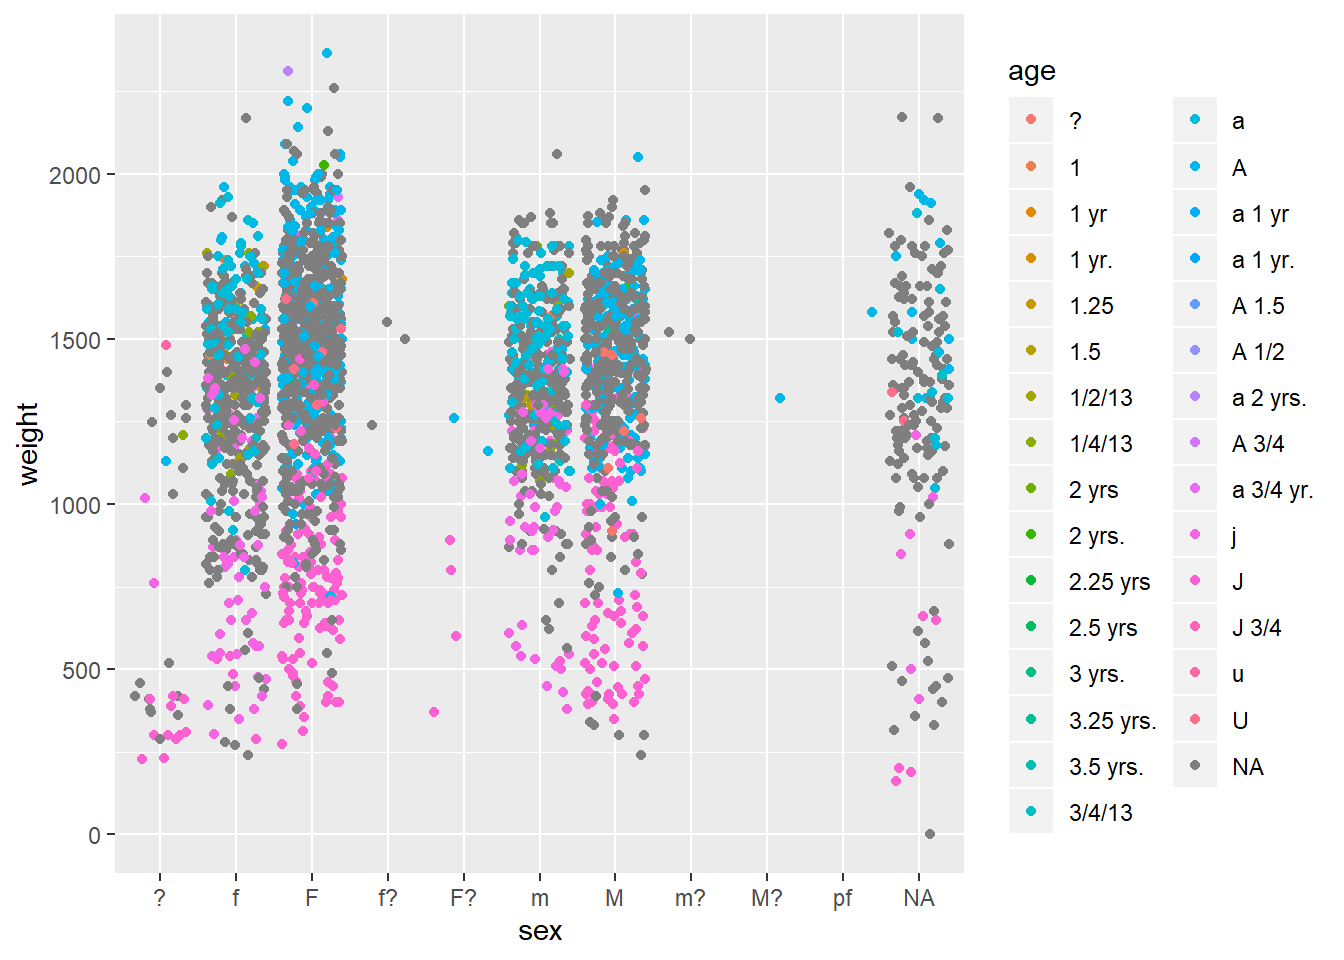 age
?
1
1 yr
1 yr.
1.25
1.5
1/2/13
1/4/13
2 yrs
2 yrs.
2.25 yrs
2.5 yrs
3 yrs.
3.25 yrs.
3.5 yrs.
3/4/13
a
A
a 1 yr
a 1 yr.
A 1.5
A 1/2
a 2 yrs.
A 3/4
a 3/4 yr.
j
J
J 3/4
u
U
NA
weight
2000
1500
1000
500
0
? f F f? F? m M m? M? pf NA
sex